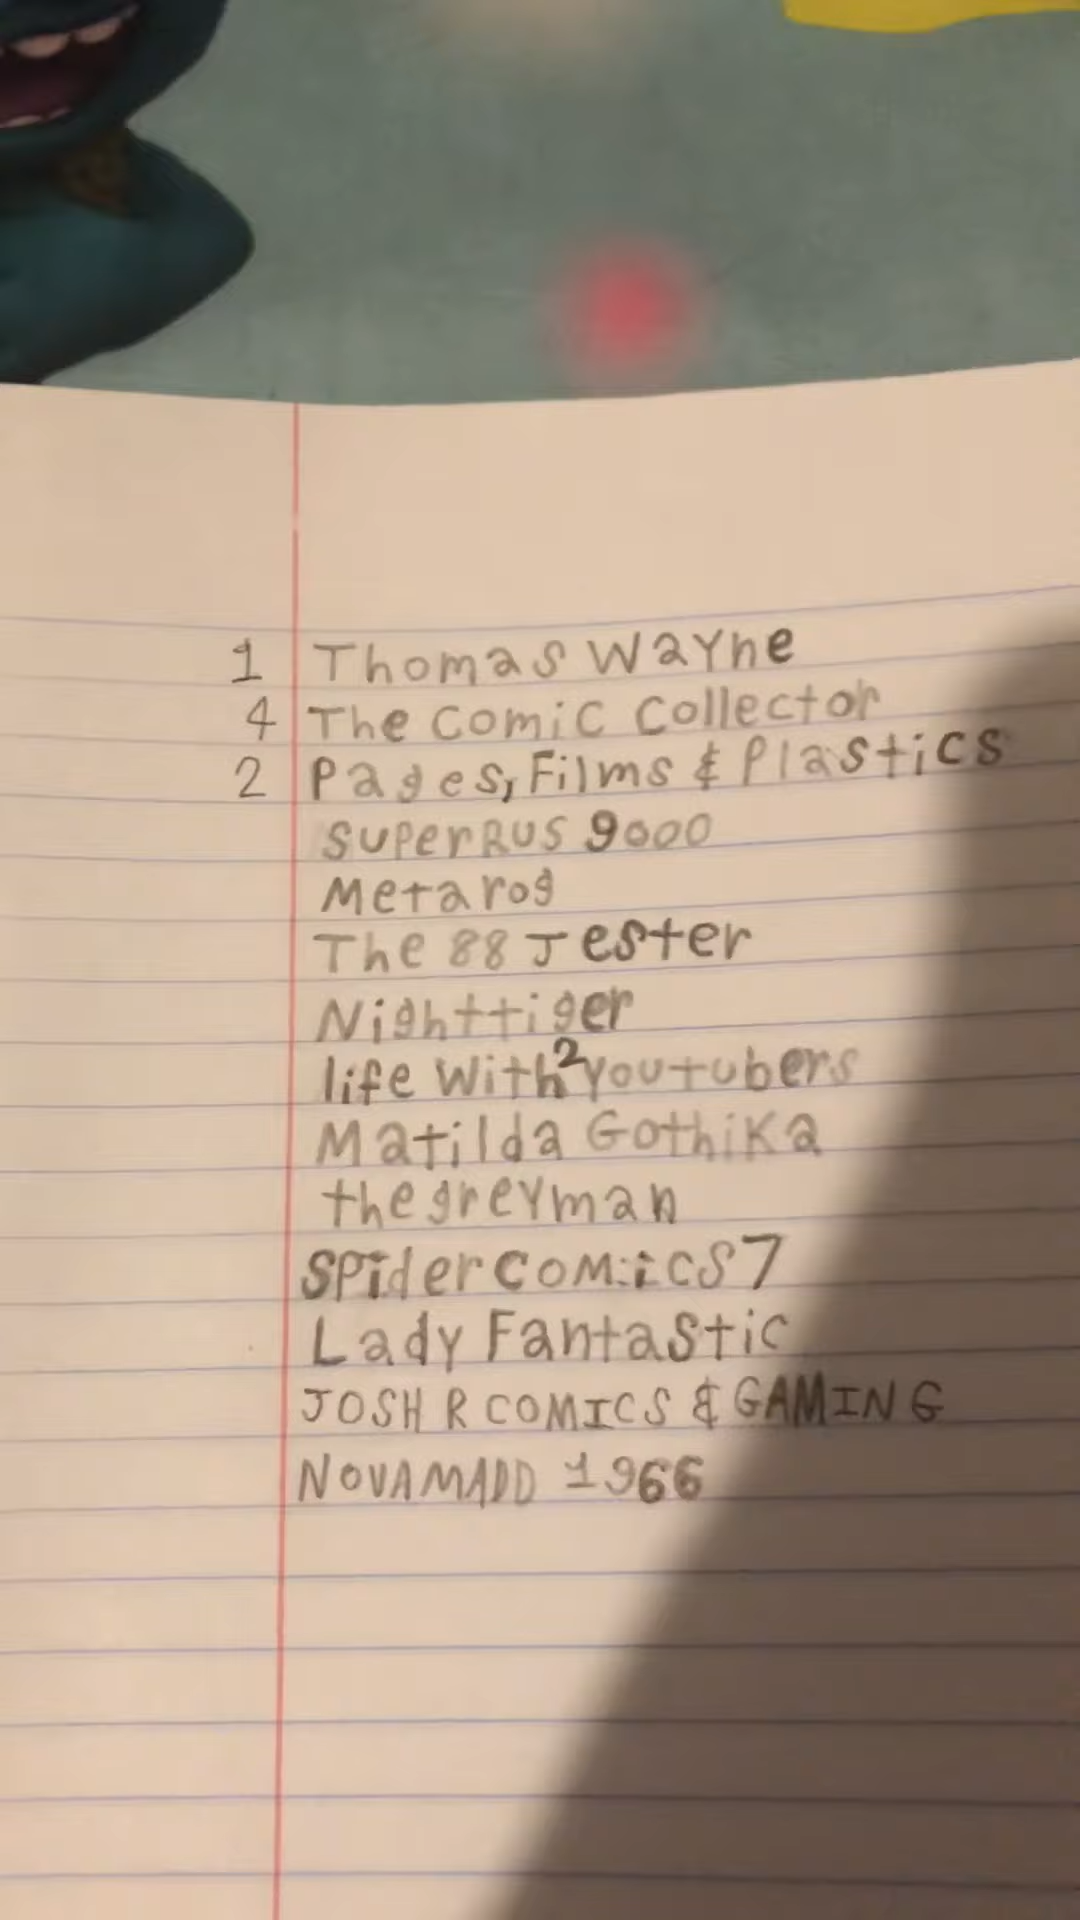 1 Thomas Wayne
4 The Comic Collector
2 Pages, Films & Plastics
SuperRUS 9000
Metarog
The 88 Jester
Nighttiger
life With 2 Youtubers
Matilda Gothika
thegreyman
Spidercomics7
Lady Fantastic
JOSH R COMICS & GAMING
NOVAMADD 1966